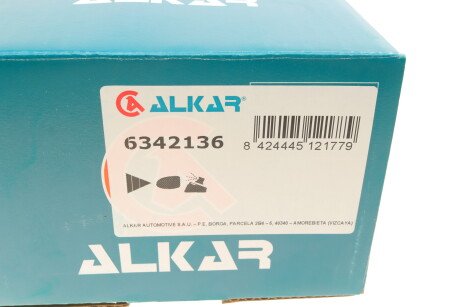 ALKAR
ALKAR®
6342136
8 424445 121779
ALKAR AUTOMOTIVE S.A.U. - P.E. BOROA, PARCELA 2B4 - 5, 48340 - AMOREBIETA (VIZCAYA)
ALKAR